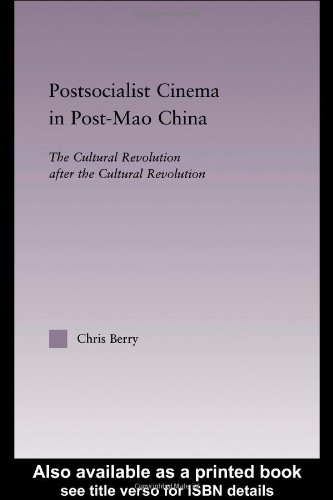 Postsocialist Cinema
in Post-Mao China
The Cultural Revolution
after the Cultural Revolution
Chris Berry
Also available as a printed book
see title verso for ISBN details